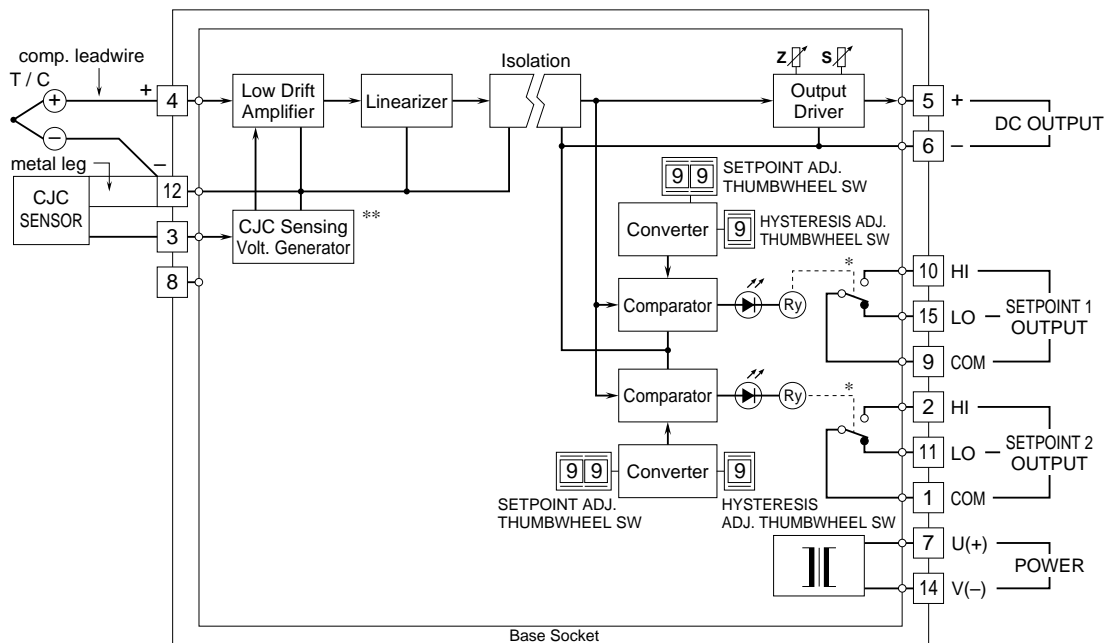 comp. leadwire
T / C
+
–
metal leg
CJC
SENSOR
+
4
–
12
3
8
Low Drift
Amplifier
Linearizer
Isolation
Z
S
Output
Driver
CJC Sensing
Volt. Generator
**
9 9
SETPOINT ADJ.
THUMBWHEEL SW
Converter
9
HYSTERESIS ADJ.
THUMBWHEEL SW
Comparator
Ry
*
Comparator
Ry
*
9 9
Converter
9
SETPOINT ADJ.
THUMBWHEEL SW
HYSTERESIS
ADJ. THUMBWHEEL SW
5 +
6 –
DC OUTPUT
10 HI
15 LO
9 COM
SETPOINT 1
OUTPUT
2 HI
11 LO
1 COM
SETPOINT 2
OUTPUT
7 U(+)
14 V(–)
POWER
Base Socket